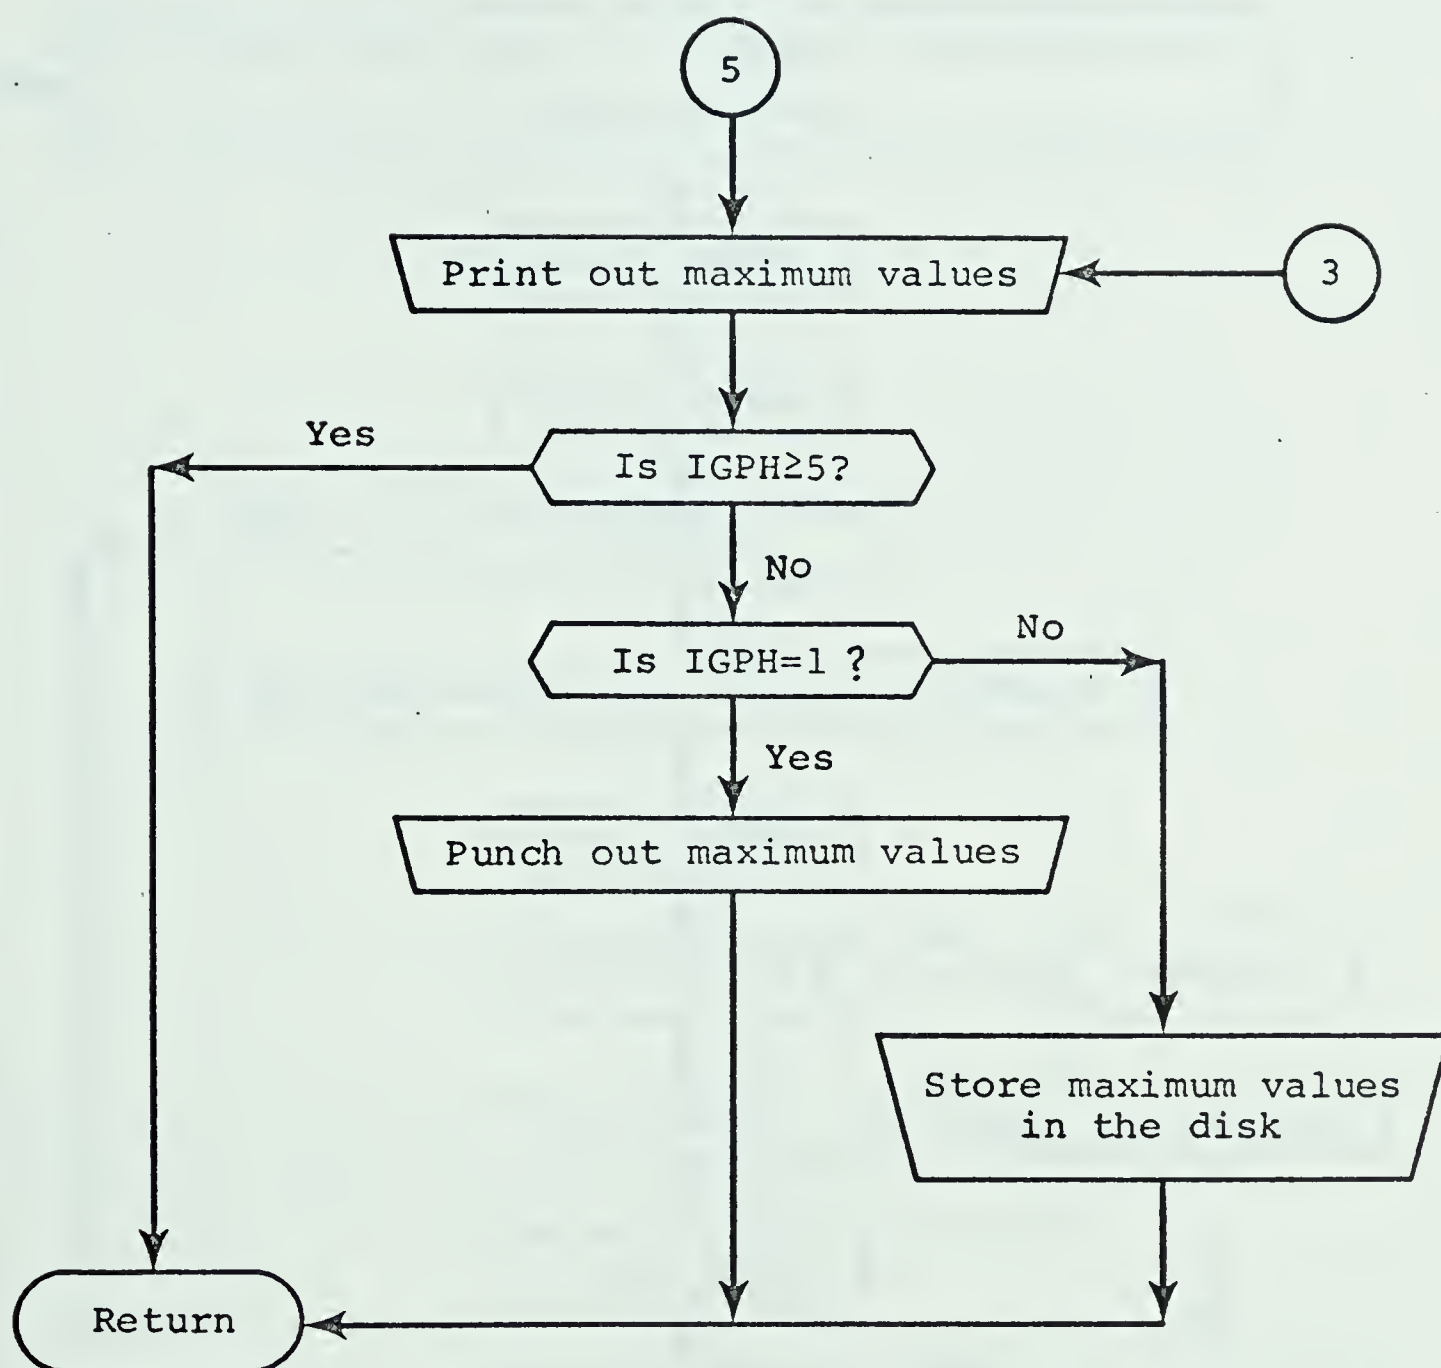 5
Print out maximum values
3
Yes
Is IGPH≥5?
No
Is IGPH=1 ?
No
Yes
Punch out maximum values
Store maximum values
in the disk
Return